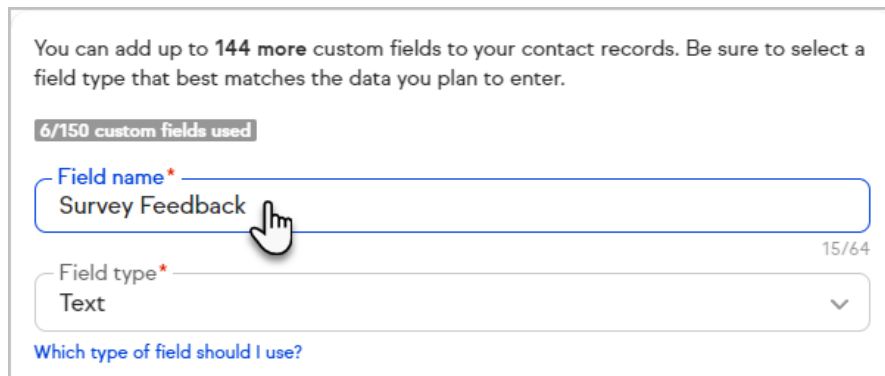 You can add up to 144 more custom fields to your contact records. Be sure to select a
field type that best matches the data you plan to enter.
6/150 custom fields used
Field name*
Survey Feedback
15/64
Field type*
Text
Which type of field should I use?